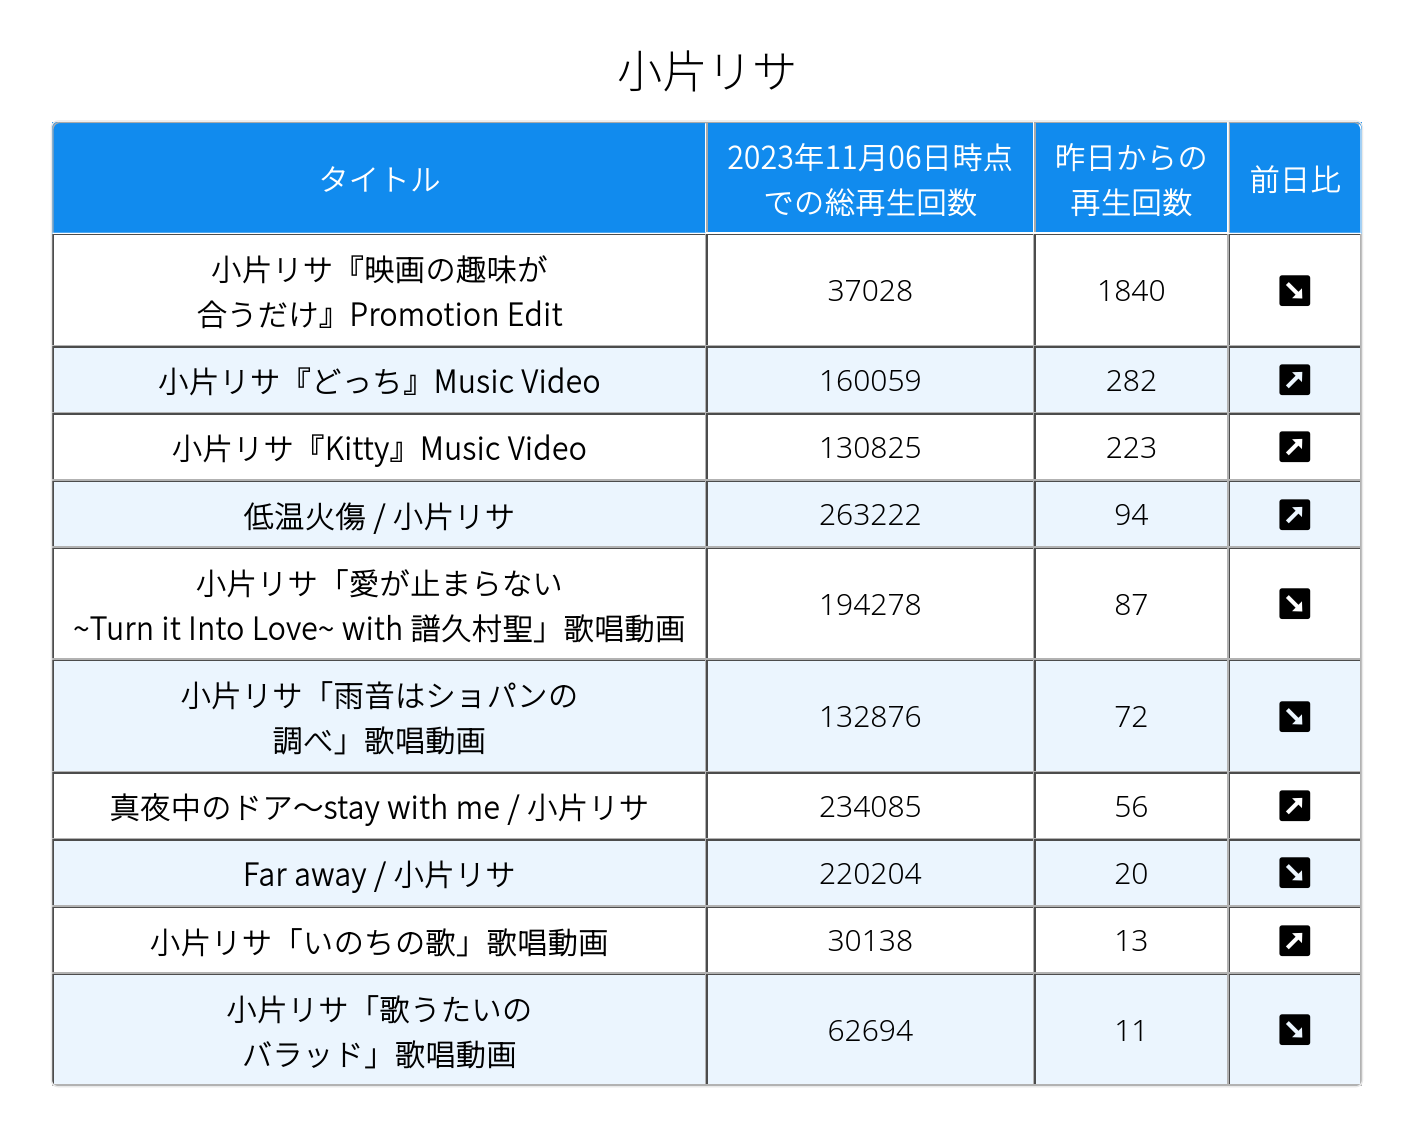 小片リサ
タイトル
2023年11月06日時点
での総再生回数
昨日からの
再生回数
前日比
小片リサ『映画の趣味が
合うだけ』Promotion Edit
37028
1840
↘
小片リサ『どっち』Music Video
160059
282
↗
小片リサ『Kitty』Music Video
130825
223
↗
低温火傷 / 小片リサ
263222
94
↗
小片リサ「愛が止まらない
~Turn it Into Love~ with 譜久村聖」歌唱動画
194278
87
↘
小片リサ「雨音はショパンの
調べ」歌唱動画
132876
72
↘
真夜中のドア～stay with me / 小片リサ
234085
56
↗
Far away / 小片リサ
220204
20
↘
小片リサ「いのちの歌」歌唱動画
30138
13
↗
小片リサ「歌うたいの
バラッド」歌唱動画
62694
11
↘